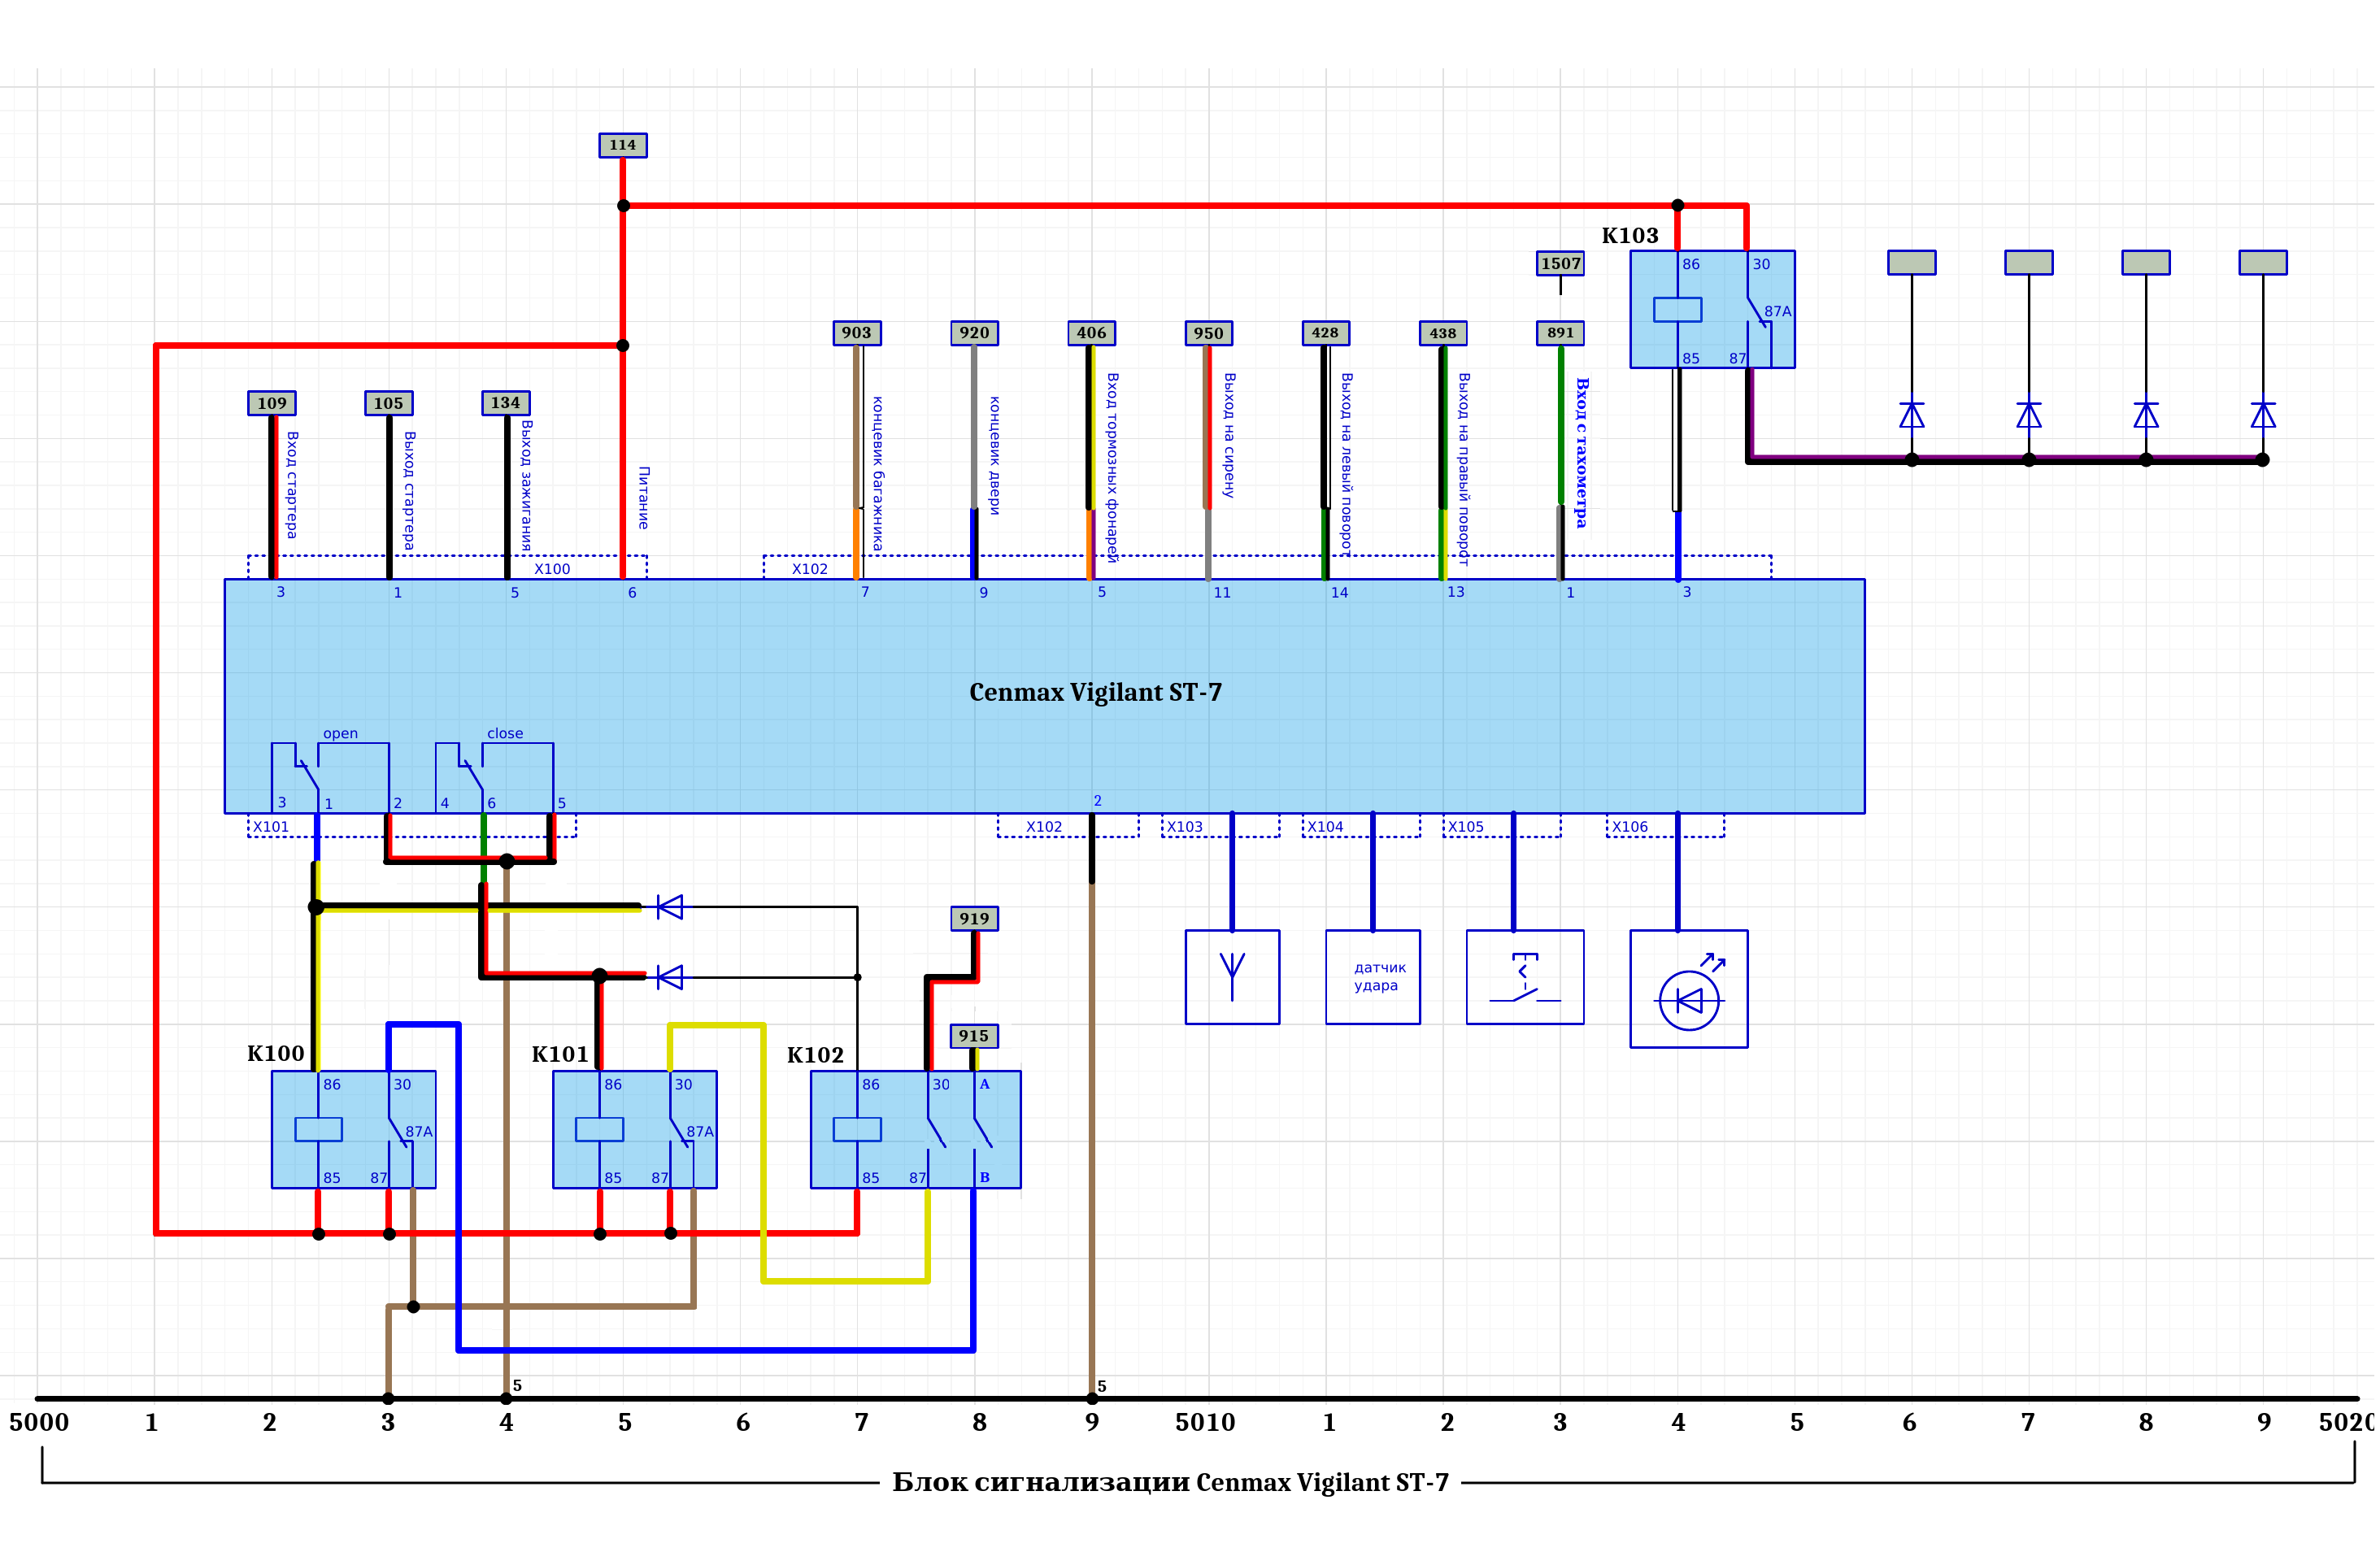 114
K103
1507
86
30
87A
85
87
903
920
406
950
428
438
891
109
105
134
Вход стартера
Выход стартера
Выход зажигания
Питание
концевик багажника
концевик двери
Вход тормозных фонарей
Выход на сирену
Выход на левый поворот
Выход на правый поворот
Вход с тахометра
X100
X102
3
1
5
6
7
9
5
11
14
13
1
3
Cenmax Vigilant ST-7
open
close
3
1
2
4
6
5
2
X101
X102
X103
X104
X105
X106
919
датчик
удара
915
K100
K101
K102
86
30
86
30
86
30
A
87A
87A
85
87
85
87
85
87
B
5
5
5000 1 2 3 4 5 6 7 8 9 5010 1 2 3 4 5 6 7 8 9 5020
Блок сигнализации Cenmax Vigilant ST-7